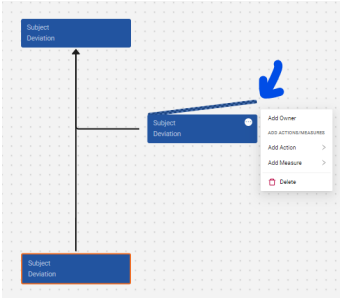 Subject
Deviation
Subject
Deviation
Add Owner
ADD ACTIONS/MEASURES
Add Action
Add Measure
Delete
Subject
Deviation